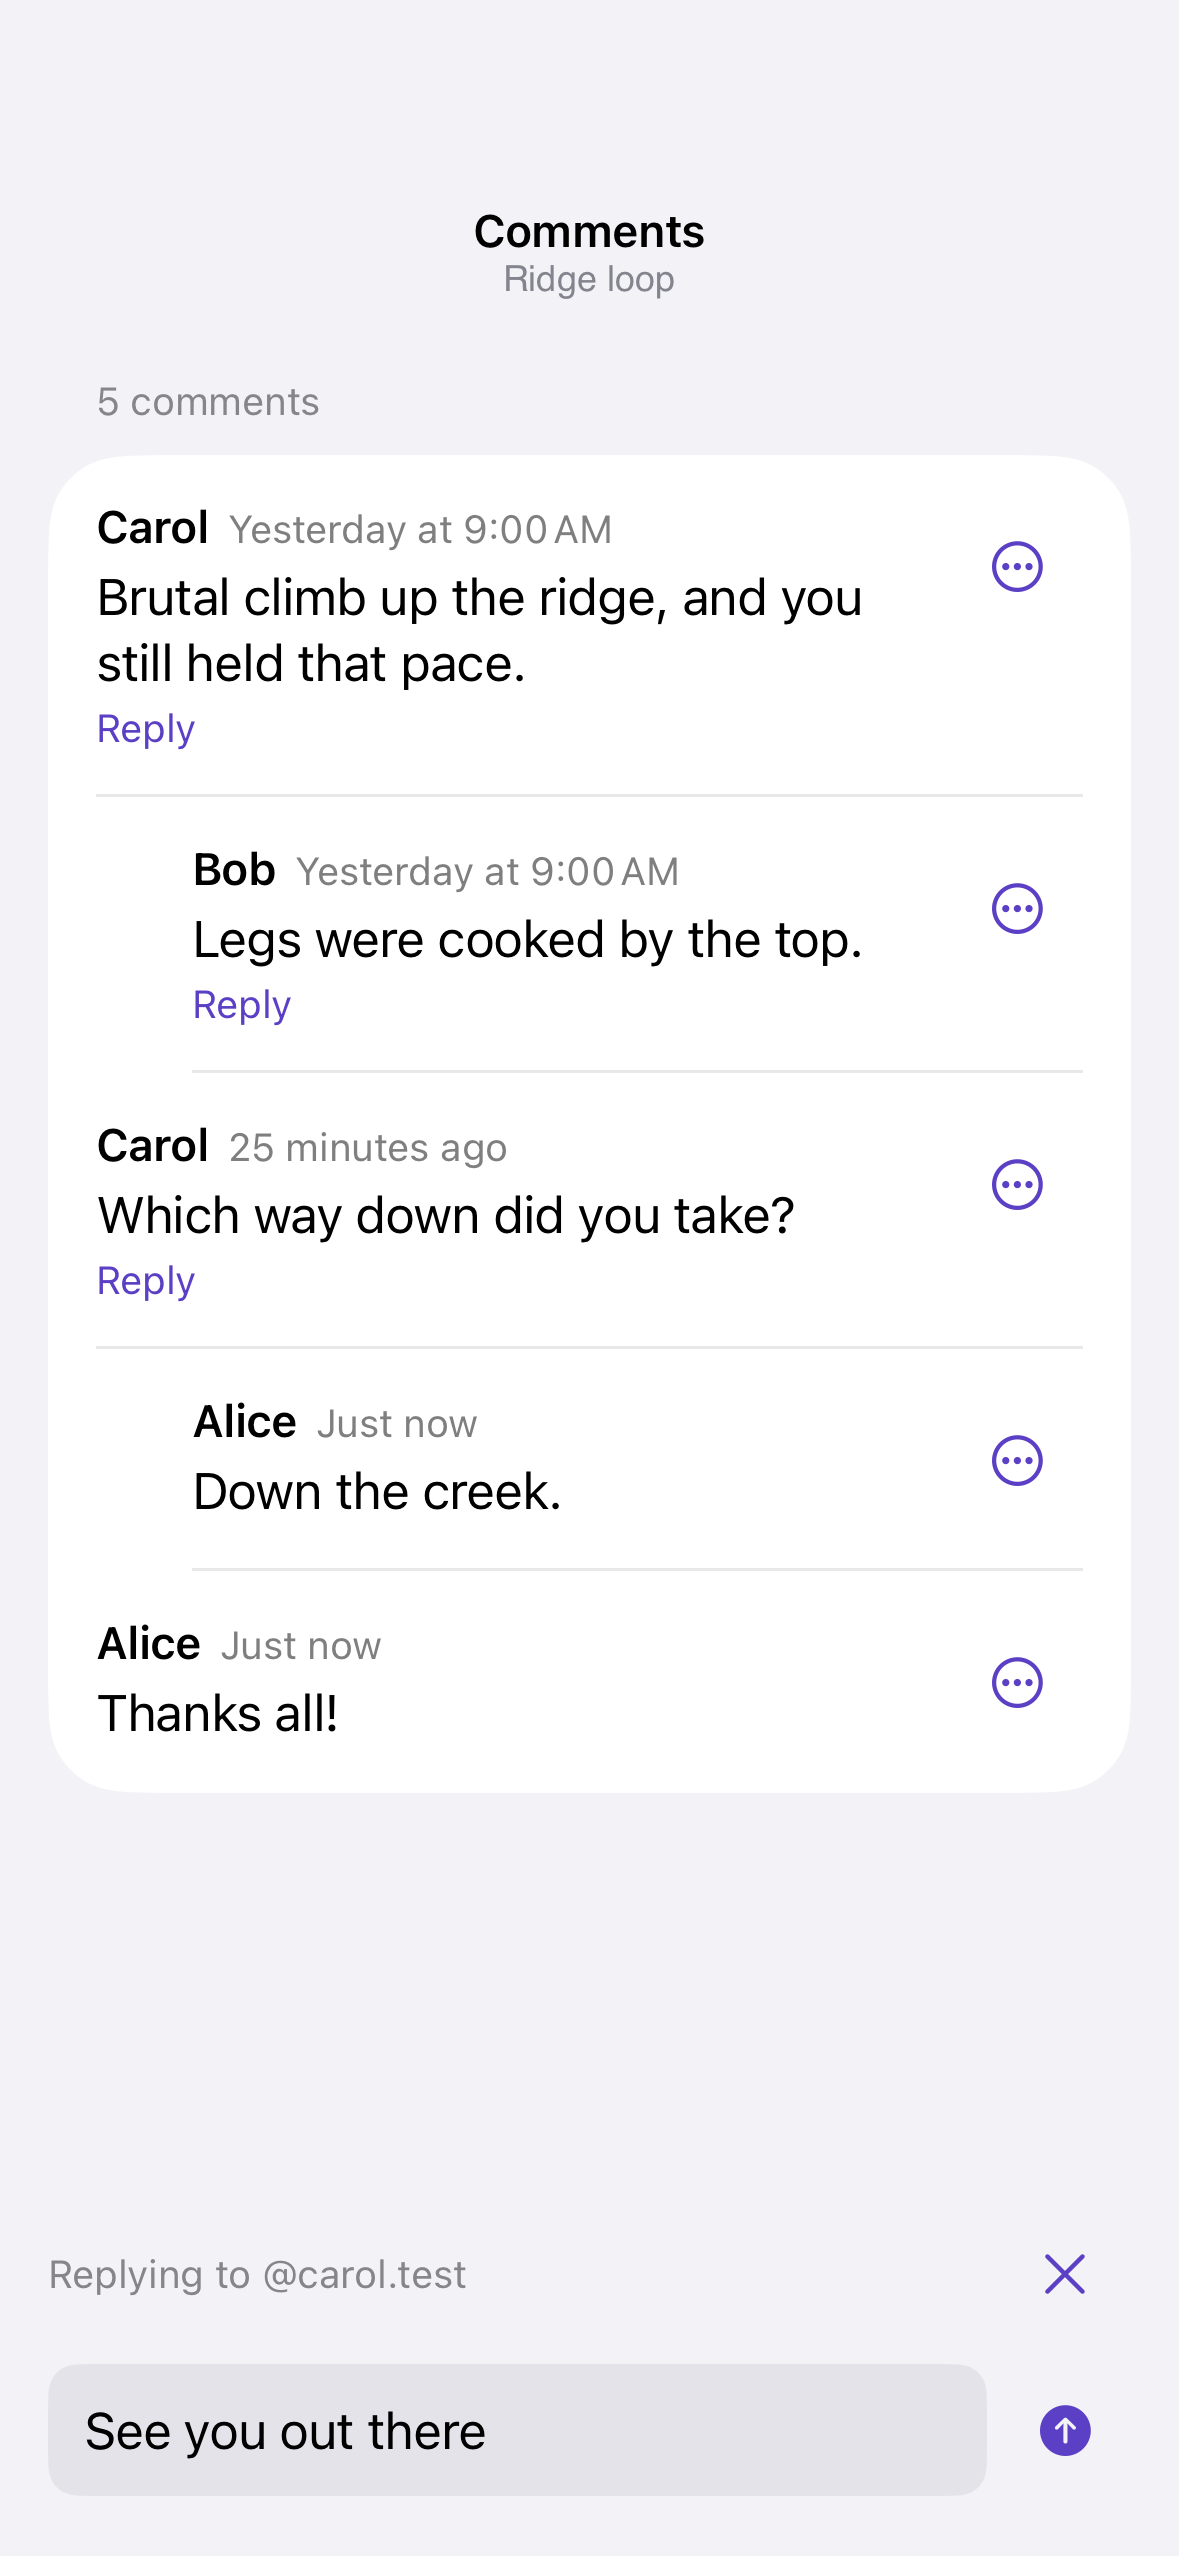 Comments
Ridge loop
5 comments
Carol Yesterday at 9:00 AM
Brutal climb up the ridge, and you
still held that pace.
Reply
Bob Yesterday at 9:00 AM
Legs were cooked by the top.
Reply
Carol 25 minutes ago
Which way down did you take?
Reply
Alice Just now
Down the creek.
Alice Just now
Thanks all!
Replying to @carol.test
See you out there